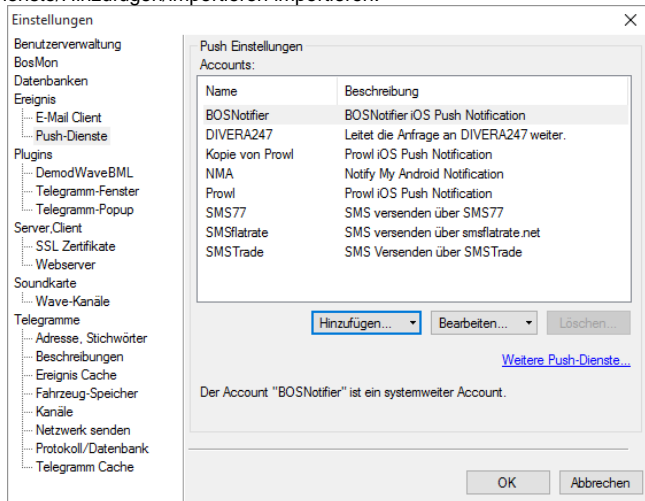 Einstellungen
Benutzerverwaltung
BosMon
Datenbanken
Ereignis
E-Mail Client
Push-Dienste
Plugins
DemodWaveBML
Telegramm-Fenster
Telegramm-Popup
Server,Client
SSL Zertifikate
Webserver
Soundkarte
Wave-Kanäle
Telegramme
Adresse, Stichwörter
Beschreibungen
Ereignis Cache
Fahrzeug-Speicher
Kanäle
Netzwerk senden
Protokoll/Datenbank
Telegramm Cache
Push Einstellungen
Accounts:
Name Beschreibung
BOSNotifier BOSNotifier iOS Push Notification
DIVERA247 Leitet die Anfrage an DIVERA247 weiter.
Kopie von Prowl Prowl iOS Push Notification
NMA Notify My Android Notification
Prowl Prowl iOS Push Notification
SMS77 SMS versenden über SMS77
SMSflatrate SMS versenden über smsflatrate.net
SMSTrade SMS Versenden über SMSTrade
Hinzufügen... Bearbeiten... Löschen...
Weitere Push-Dienste...
Der Account "BOSNotifier" ist ein systemweiter Account.
OK Abbrechen